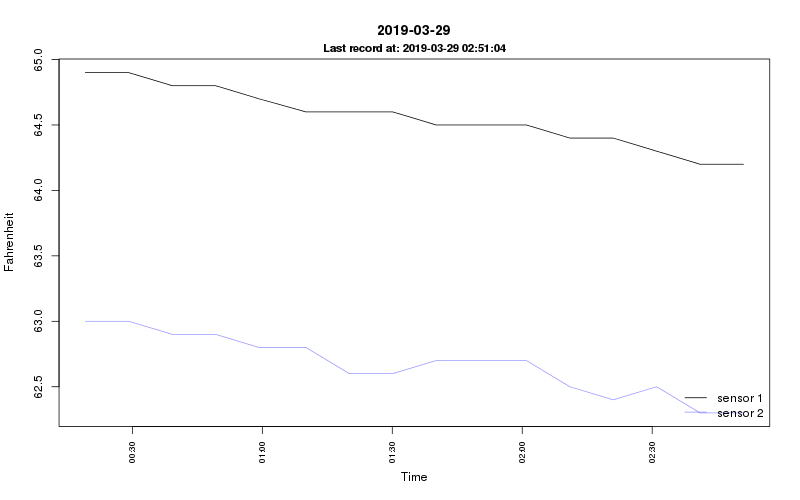 2019-03-29
Last record at: 2019-03-29 02:51:04
65.0
64.5
64.0
63.5
63.0
62.5
Fahrenheit
sensor 1
sensor 2
00:30
01:00
01:30
02:00
02:30
Time